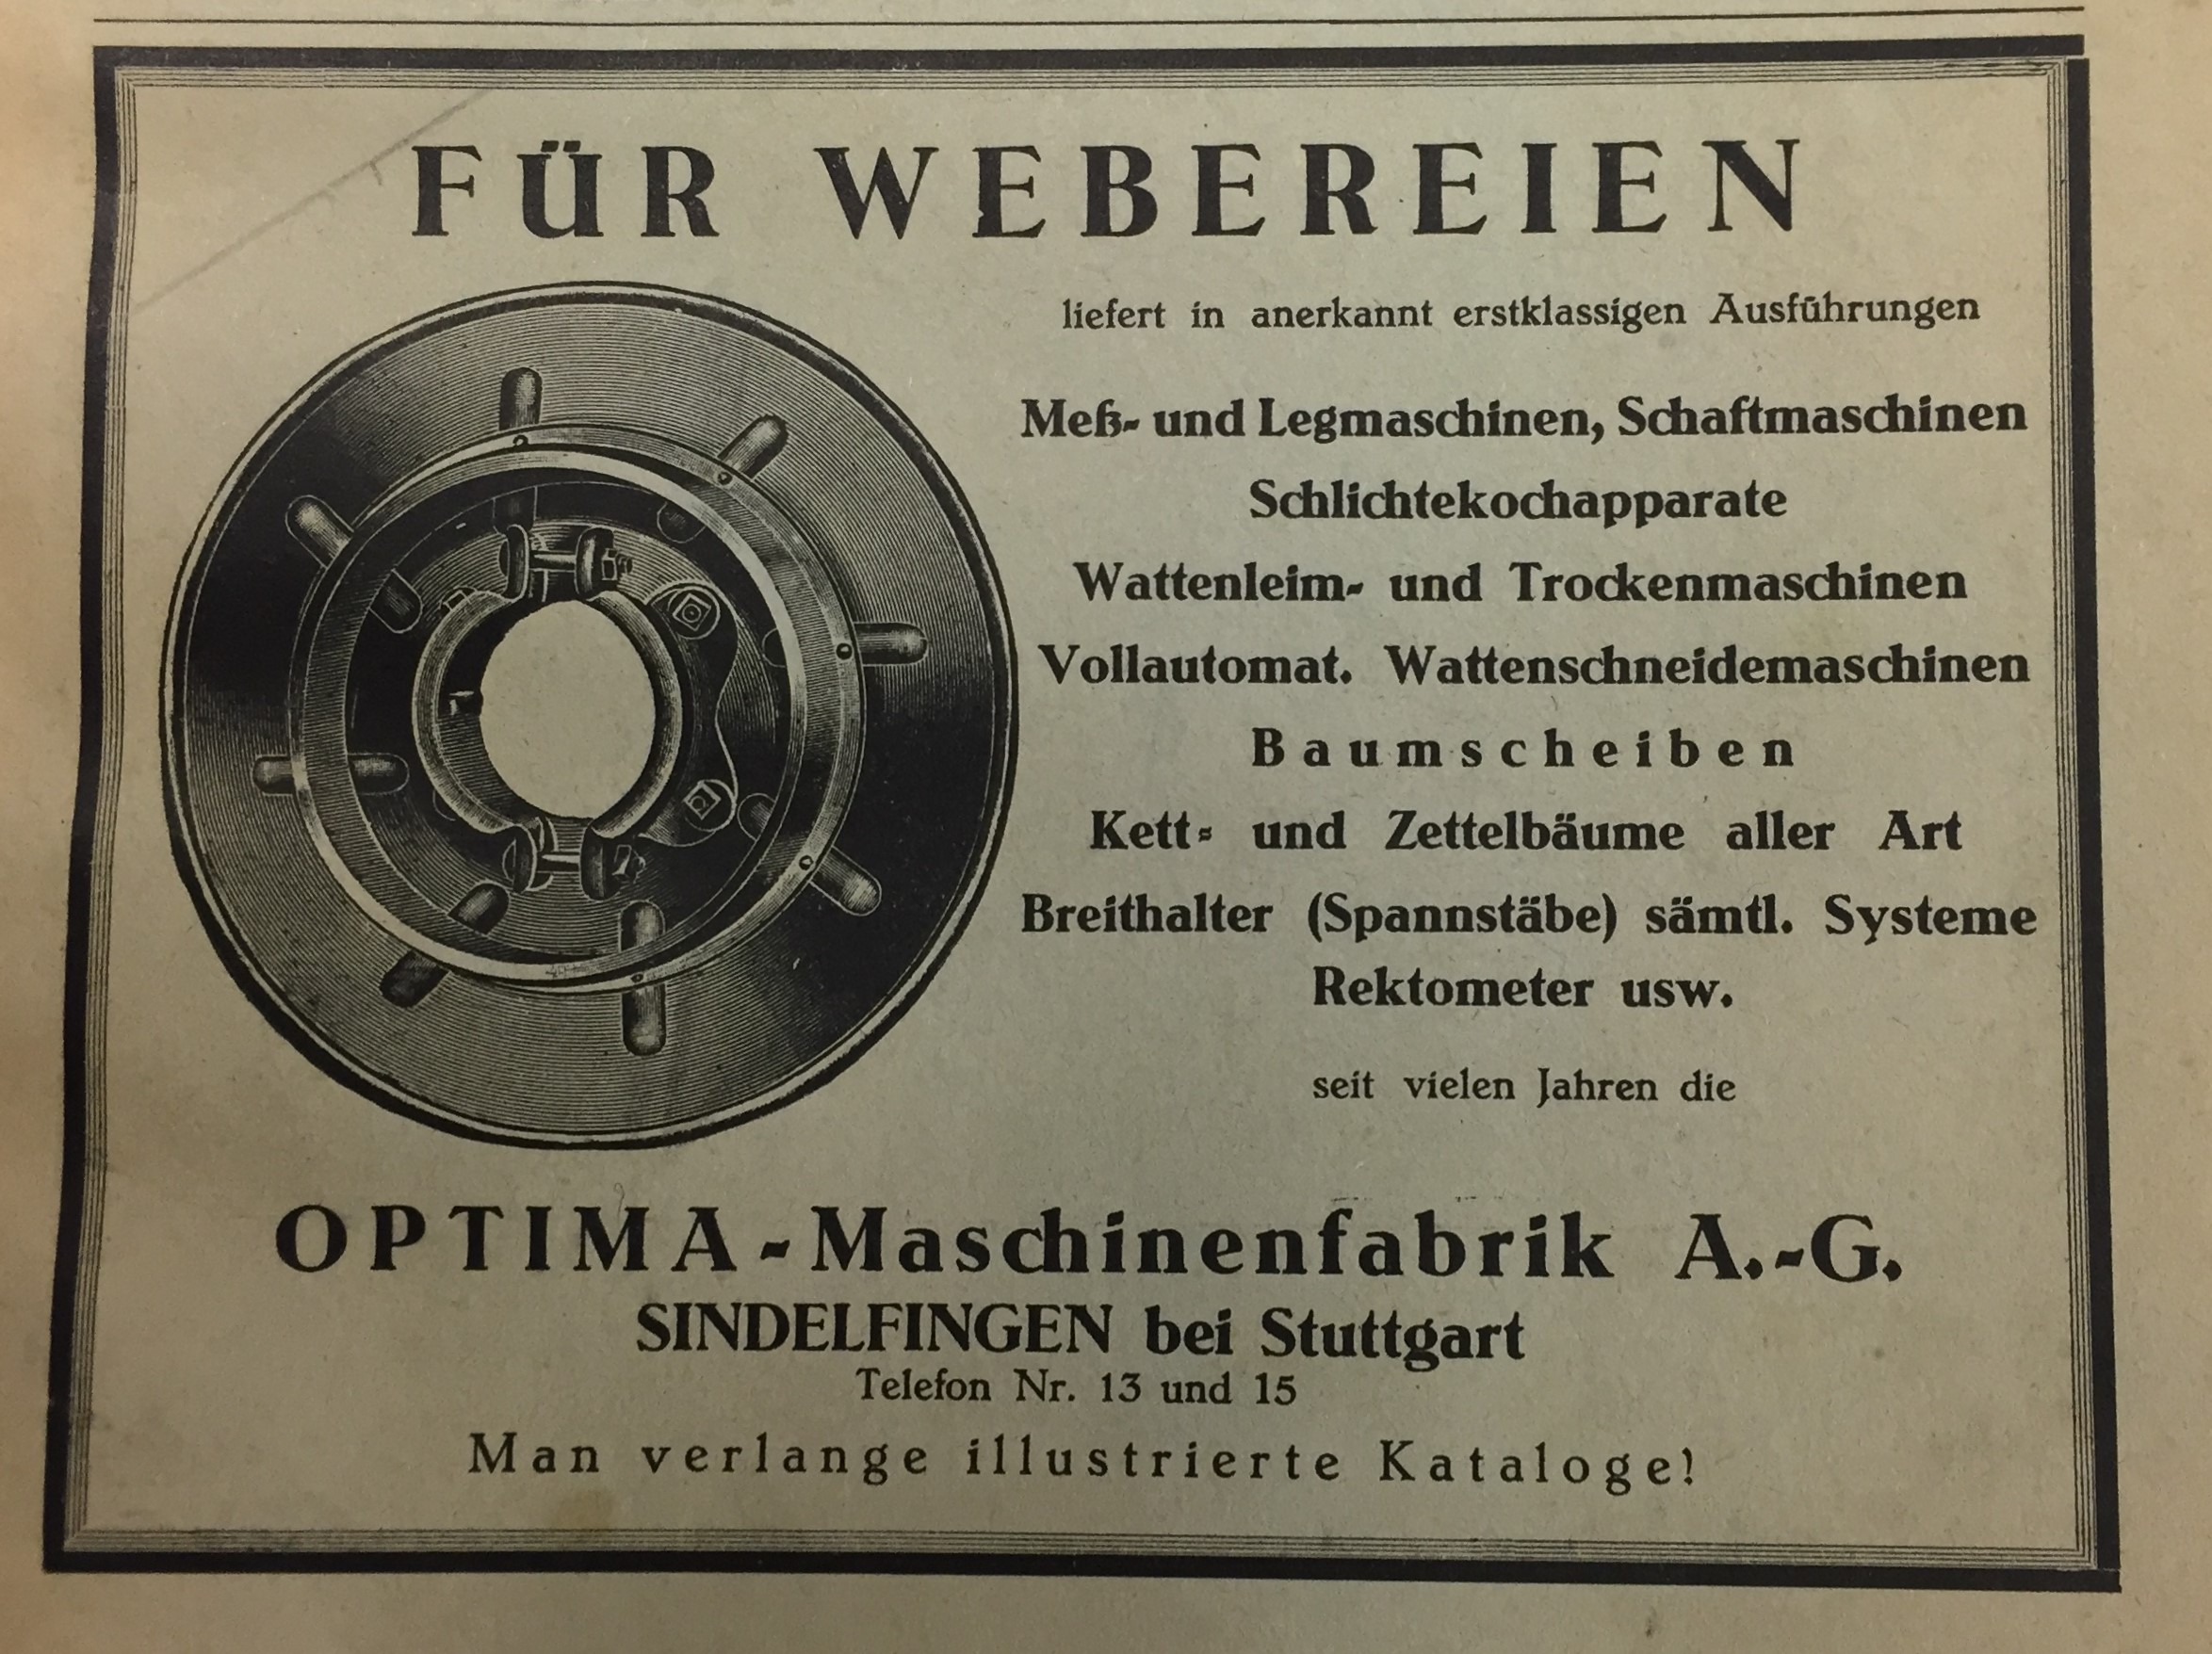 FÜR WEBEREIEN
liefert in anerkannt erstklassigen Ausführungen
Meß- und Legmaschinen, Schaftmaschinen
Schlichtekochapparate
Wattenleim- und Trockenmaschinen
Vollautomat. Wattenschneidemaschinen
Baumscheiben
Kett- und Zettelbäume aller Art
Breithalter (Spannstäbe) sämtl. Systeme
Rektometer usw.
seit vielen Jahren die
OPTIMA-Maschinenfabrik A.-G.
SINDELFINGEN bei Stuttgart
Telefon Nr. 13 und 15
Man verlange illustrierte Kataloge!